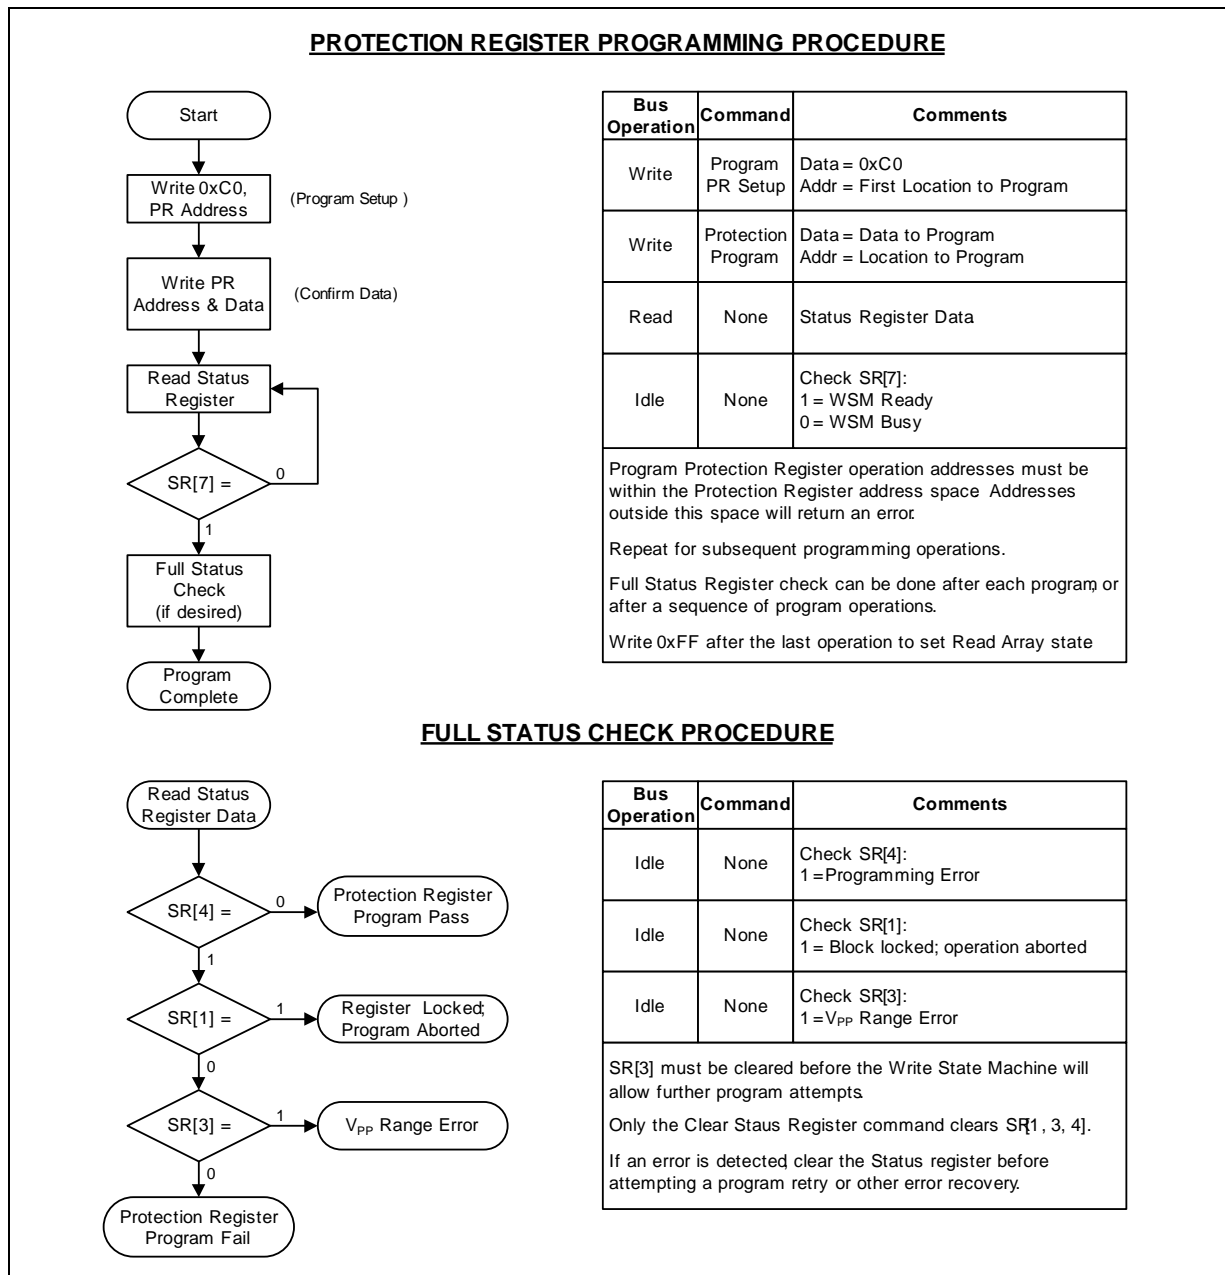 PROTECTION REGISTER PROGRAMMING PROCEDURE
Start
Write 0xC0,
PR Address
(Program Setup )
Write PR
Address & Data
(Confirm Data)
Read Status
Register
SR[7] =
0
1
Full Status
Check
(if desired)
Program
Complete
Bus
Operation
Command
Comments
Write
Program
PR Setup
Data = 0xC0
Addr = First Location to Program
Write
Protection
Program
Data = Data to Program
Addr = Location to Program
Read
None
Status Register Data
Idle
None
Check SR[7]:
1 = WSM Ready
0 = WSM Busy
Program Protection Register operation addresses must be
within the Protection Register address space Addresses
outside this space will return an error.
Repeat for subsequent programming operations.
Full Status Register check can be done after each program, or
after a sequence of program operations.
Write 0xFF after the last operation to set Read Array state
FULL STATUS CHECK PROCEDURE
Read Status
Register Data
SR[4] =
0
Protection Register
Program Pass
1
SR[1] =
1
Register Locked;
Program Aborted
0
SR[3] =
1
VPP Range Error
0
Protection Register
Program Fail
Bus
Operation
Command
Comments
Idle
None
Check SR[4]:
1 =Programming Error
Idle
None
Check SR[1]:
1 = Block locked; operation aborted
Idle
None
Check SR[3]:
1 =VPP Range Error
SR[3] must be cleared before the Write State Machine will
allow further program attempts.
Only the Clear Staus Register command clears SR[1, 3, 4].
If an error is detected, clear the Status register before
attempting a program retry or other error recovery.